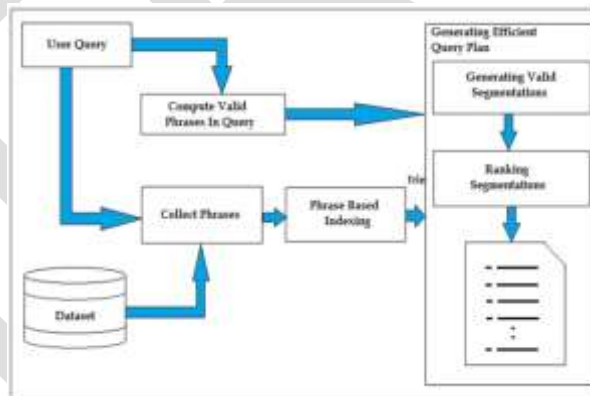 User Query
Generating Efficient
Query Plan
Generating Valid
Segmentations
Compute Valid
Phrases In Query
Ranking
Segmentations
Trie
Collect Phrases
Phrase Based
Indexing
Dataset